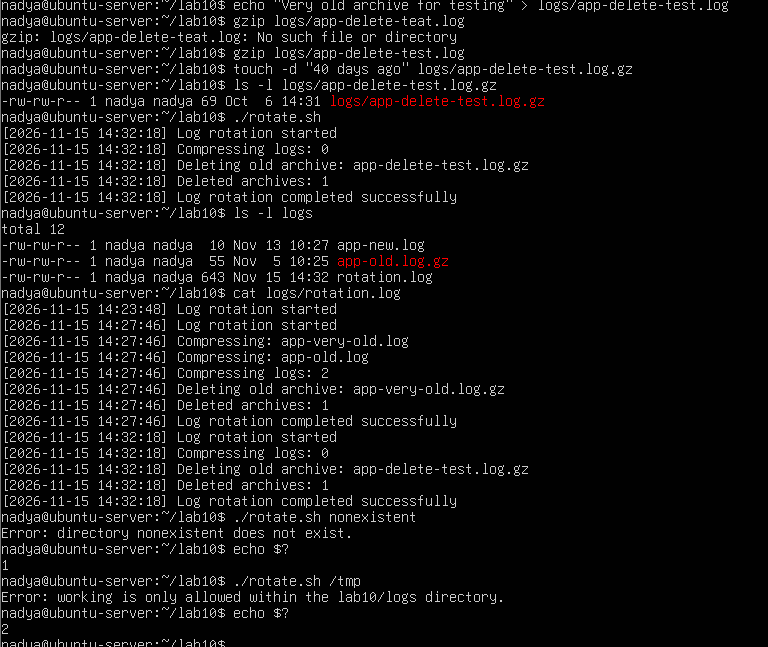 nadya@ubuntu-server:~/lab10$ echo "Very old archive for testing" > logs/app-delete-test.log
nadya@ubuntu-server:~/lab10$ gzip logs/app-delete-teat.log
gzip: logs/app-delete-teat.log: No such file or directory
nadya@ubuntu-server:~/lab10$ gzip logs/app-delete-test.log
nadya@ubuntu-server:~/lab10$ touch -d "40 days ago" logs/app-delete-test.log.gz
nadya@ubuntu-server:~/lab10$ ls -l logs/app-delete-test.log.gz
-rw-rw-r-- 1 nadya nadya 69 Oct  6 14:31 logs/app-delete-test.log.gz
nadya@ubuntu-server:~/lab10$ ./rotate.sh
[2026-11-15 14:32:18] Log rotation started
[2026-11-15 14:32:18] Compressing logs: 0
[2026-11-15 14:32:18] Deleting old archive: app-delete-test.log.gz
[2026-11-15 14:32:18] Deleted archives: 1
[2026-11-15 14:32:18] Log rotation completed successfully
nadya@ubuntu-server:~/lab10$ ls -l logs
total 12
-rw-rw-r-- 1 nadya nadya  10 Nov 13 10:27 app-new.log
-rw-rw-r-- 1 nadya nadya  55 Nov  5 10:25 app-old.log.gz
-rw-rw-r-- 1 nadya nadya 643 Nov 15 14:32 rotation.log
nadya@ubuntu-server:~/lab10$ cat logs/rotation.log
[2026-11-15 14:23:48] Log rotation started
[2026-11-15 14:27:46] Log rotation started
[2026-11-15 14:27:46] Compressing: app-very-old.log
[2026-11-15 14:27:46] Compressing: app-old.log
[2026-11-15 14:27:46] Compressing logs: 2
[2026-11-15 14:27:46] Deleting old archive: app-very-old.log.gz
[2026-11-15 14:27:46] Deleted archives: 1
[2026-11-15 14:27:46] Log rotation completed successfully
[2026-11-15 14:32:18] Log rotation started
[2026-11-15 14:32:18] Compressing logs: 0
[2026-11-15 14:32:18] Deleting old archive: app-delete-test.log.gz
[2026-11-15 14:32:18] Deleted archives: 1
[2026-11-15 14:32:18] Log rotation completed successfully
nadya@ubuntu-server:~/lab10$ ./rotate.sh nonexistent
Error: directory nonexistent does not exist.
nadya@ubuntu-server:~/lab10$ echo $?
1
nadya@ubuntu-server:~/lab10$ ./rotate.sh /tmp
Error: working is only allowed within the lab10/logs directory.
nadya@ubuntu-server:~/lab10$ echo $?
2
nadya@ubuntu-server:~/lab10$